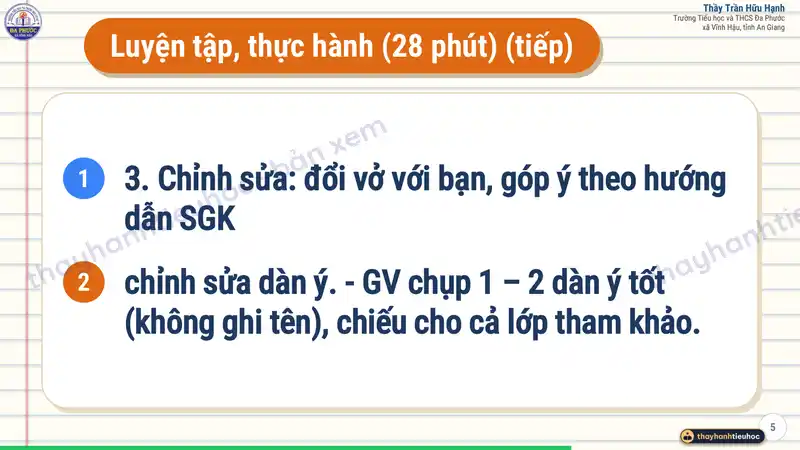 Thầy Trần Hữu Hạnh
Trường Tiểu học và THCS Đa Phước
xã Vĩnh Hậu, tỉnh An Giang
ĐA PHƯỚC
Luyện tập, thực hành (28 phút) (tiếp)
1
3. Chỉnh sửa: đổi vở với bạn, góp ý theo hướng
dẫn SGK
2
chỉnh sửa dàn ý. - GV chụp 1 – 2 dàn ý tốt
(không ghi tên), chiếu cho cả lớp tham khảo.
5
thayhanhtieuhoc